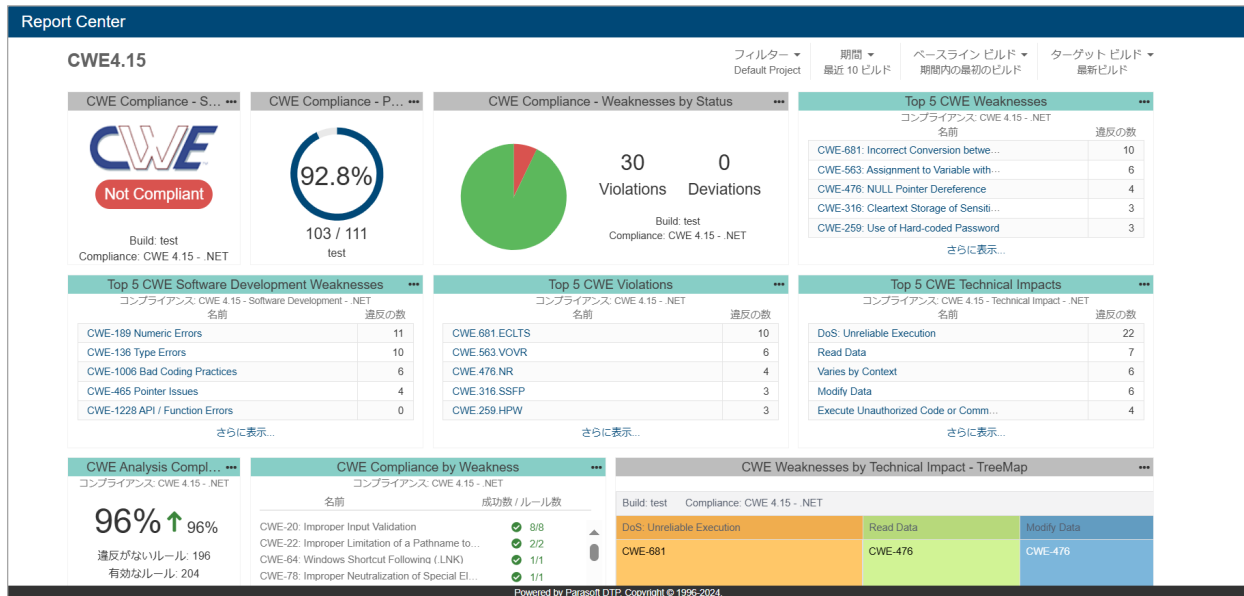 Report Center
CWE4.15
フィルター
Default Project
期間
最近 10 ビルド
ベースライン ビルド
期間内の最初のビルド
ターゲット ビルド
最新ビルド
CWE Compliance - S...
CWE
Not Compliant
Build: test
Compliance: CWE 4.15 - .NET
CWE Compliance - P...
92.8%
103 / 111
test
CWE Compliance - Weaknesses by Status
30 0
Violations Deviations
Build: test
Compliance: CWE 4.15 - .NET
Top 5 CWE Weaknesses
コンプライアンス: CWE 4.15 - .NET
名前 違反の数
CWE-681: Incorrect Conversion betwe... 10
CWE-563: Assignment to Variable with... 6
CWE-476: NULL Pointer Dereference 4
CWE-316: Cleartext Storage of Sensiti... 3
CWE-259: Use of Hard-coded Password 3
さらに表示...
Top 5 CWE Software Development Weaknesses
コンプライアンス: CWE 4.15 - Software Development - .NET
名前 違反の数
CWE-189 Numeric Errors 11
CWE-136 Type Errors 10
CWE-1006 Bad Coding Practices 6
CWE-465 Pointer Issues 4
CWE-1228 API / Function Errors 0
さらに表示...
Top 5 CWE Violations
コンプライアンス: CWE 4.15 - .NET
名前 違反の数
CWE.681.ECLTS 10
CWE.563.VOVR 6
CWE.476.NR 4
CWE.316.SSFP 3
CWE.259.HPW 3
さらに表示...
Top 5 CWE Technical Impacts
コンプライアンス: CWE 4.15 - Technical Impact - .NET
名前 違反の数
DoS: Unreliable Execution 22
Read Data 7
Varies by Context 6
Modify Data 6
Execute Unauthorized Code or Comm... 4
さらに表示...
CWE Analysis Compl...
コンプライアンス: CWE 4.15 - .NET
96% 96%
違反がないルール: 196
有効なルール: 204
CWE Compliance by Weakness
コンプライアンス: CWE 4.15 - .NET
名前 成功数 / ルール数
CWE-20: Improper Input Validation 8/8
CWE-22: Improper Limitation of a Pathname to... 2/2
CWE-64: Windows Shortcut Following (.LNK) 1/1
CWE-78: Improper Neutralization of Special El... 1/1
CWE Weaknesses by Technical Impact - TreeMap
Build: test Compliance: CWE 4.15 - .NET
DoS: Unreliable Execution Read Data Modify Data
CWE-681 CWE-476 CWE-476
Powered by Parasoft DTP. Copyright © 1996-2024.